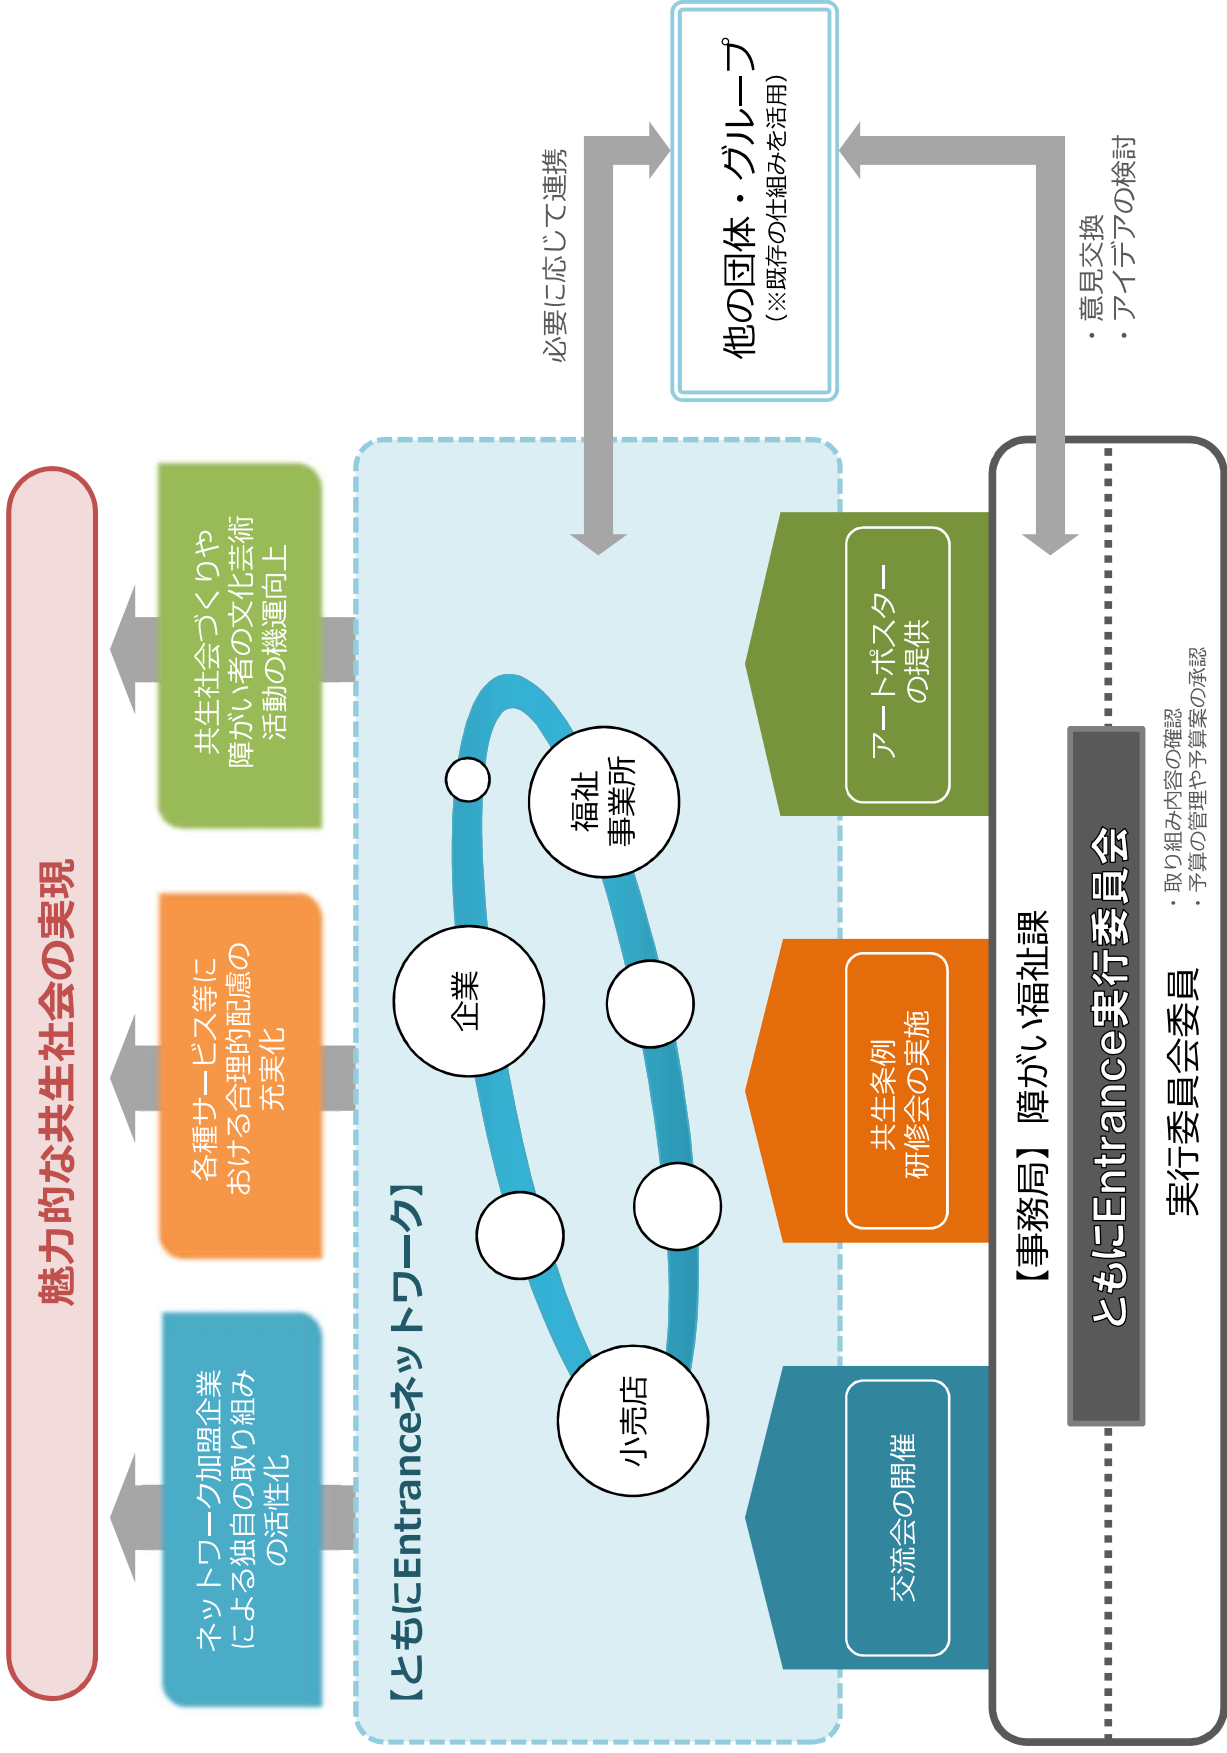 魅力的な共生社会の実現
ネットワーク加盟企業
による独自の取り組み
の活性化
各種サービス等に
おける合理的配慮の
充実化
共生社会づくりや
障がい者の文化芸術
活動の機運向上
【ともにEntranceネットワーク】
企業
小売店
福祉
事業所
必要に応じて連携
他の団体・グループ
（※既存の仕組みを活用）
・意見交換
・アイデアの検討
交流会の開催
共生条例
研修会の実施
アートポスター
の提供
【事務局】障がい福祉課
ともにEntrance実行委員会
実行委員会委員
・取り組み内容の確認
・予算の管理や予算案の承認